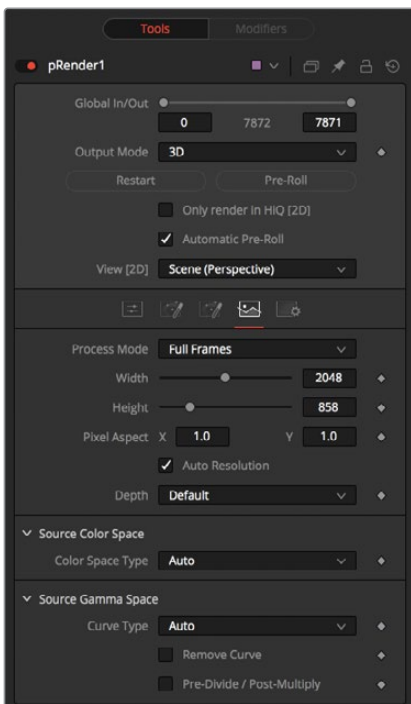 Tools Modifiers
pRender1
Global In/Out
0 7872 7871
Output Mode 3D
Restart Pre-Roll
Only render in HiQ [2D]
Automatic Pre-Roll
View [2D] Scene (Perspective)
Process Mode Full Frames
Width 2048
Height 858
Pixel Aspect X 1.0 Y 1.0
Auto Resolution
Depth Default
Source Color Space
Color Space Type Auto
Source Gamma Space
Curve Type Auto
Remove Curve
Pre-Divide / Post-Multiply